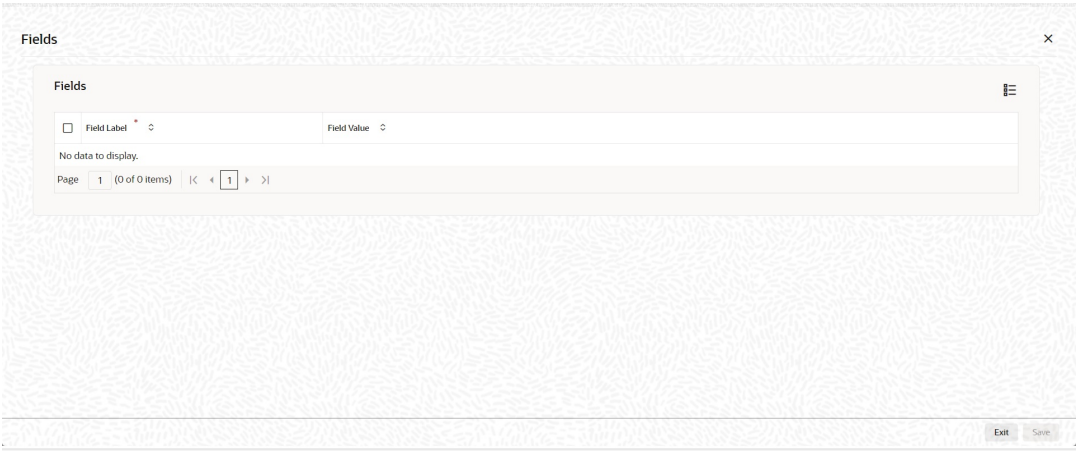 Fields
Fields
Field Label * Field Value
No data to display.
Page 1 (0 of 0 items) 1
Exit Save